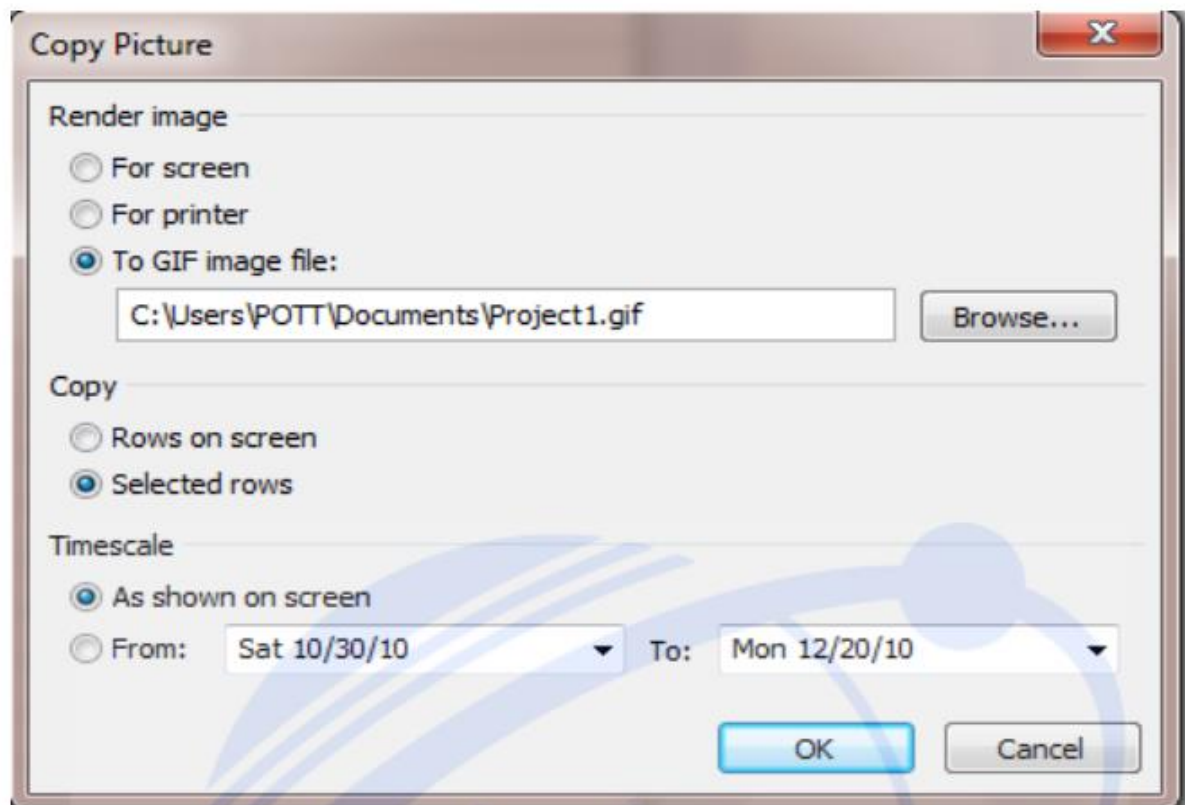 Copy Picture
Render image
For screen
For printer
To GIF image file:
C:\Users\POTT\Documents\Project1.gif
Browse...
Copy
Rows on screen
Selected rows
Timescale
As shown on screen
From: Sat 10/30/10 To: Mon 12/20/10
OK Cancel